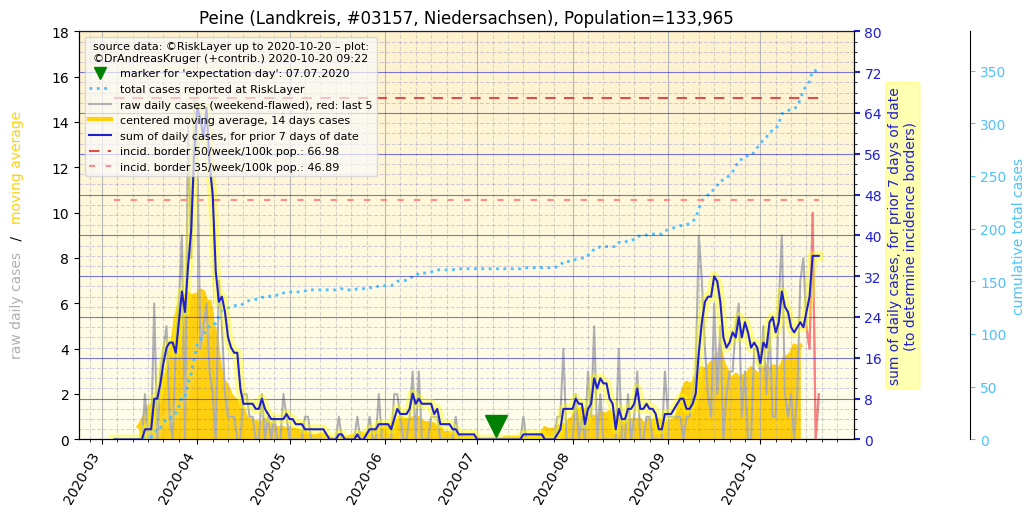 Peine (Landkreis, #03157, Niedersachsen), Population=133,965
source data: ©RiskLayer up to 2020-10-20 – plot:
©DrAndreasKruger (+contrib.) 2020-10-20 09:22
marker for 'expectation day': 07.07.2020
total cases reported at RiskLayer
raw daily cases (weekend-flawed), red: last 5
centered moving average, 14 days cases
sum of daily cases, for prior 7 days of date
incid. border 50/week/100k pop.: 66.98
incid. border 35/week/100k pop.: 46.89
raw daily cases / moving average
18
16
14
12
10
8
6
4
2
0
80
72
64
56
48
40
32
24
16
8
0
sum of daily cases, for prior 7 days of date
(to determine incidence borders)
350
300
250
200
150
100
50
0
cumulative total cases
2020-03
2020-04
2020-05
2020-06
2020-07
2020-08
2020-09
2020-10